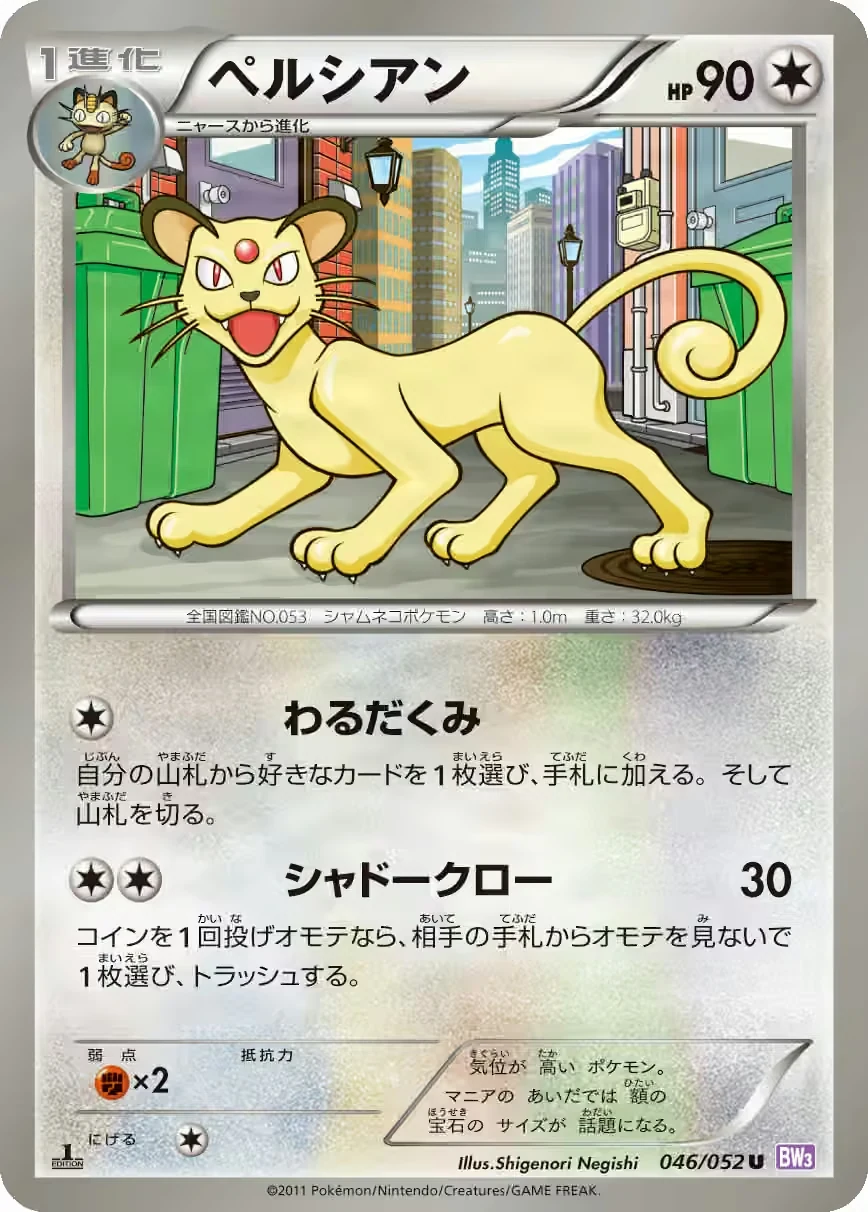 1進化
ペルシアン
HP90
ニャースから進化
全国図鑑NO.053 シャムネコポケモン 高さ:1.0m 重さ:32.0kg
わるだくみ
自分の山札から好きなカードを1枚選び、手札に加える。そして
山札を切る。
シャドークロー 30
コインを1回投げオモテなら、相手の手札からオモテを見ないで
1枚選び、トラッシュする。
弱点 抵抗力
×2
にげる
気位が 高い ポケモン。
マニアの あいだでは 額の
宝石の サイズが 話題になる。
1 EDITION
Illus.Shigenori Negishi 046/052 U BW3
©2011 Pokémon/Nintendo/Creatures/GAME FREAK.